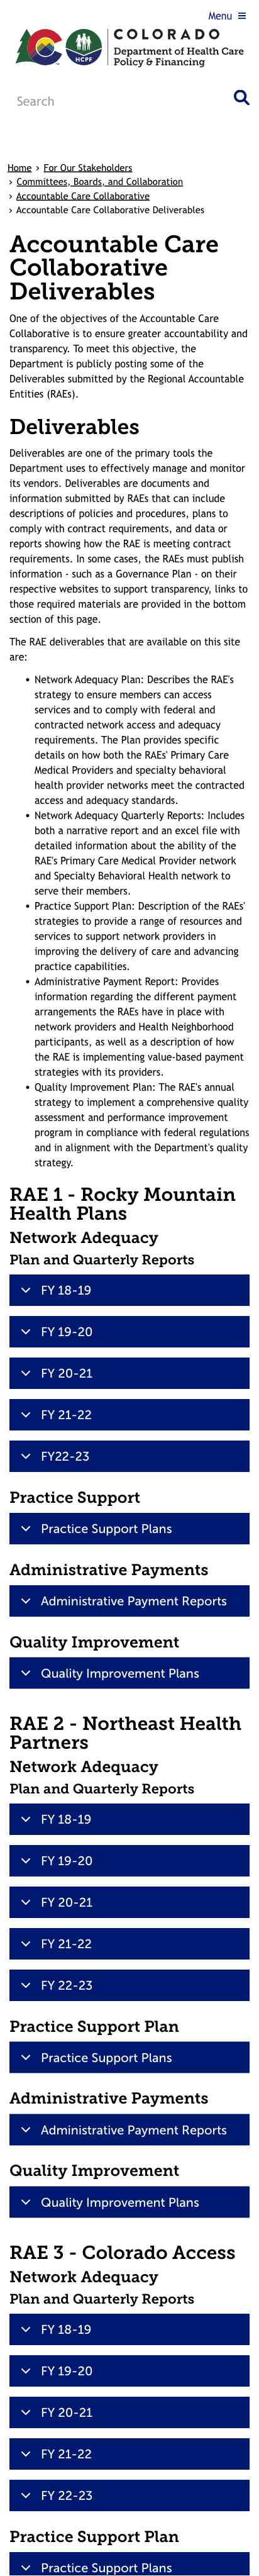 Menu
COLORADO
Department of Health Care
Policy & Financing
HCPF
Search
Home › For Our Stakeholders
› Committees, Boards, and Collaboration
› Accountable Care Collaborative
› Accountable Care Collaborative Deliverables
Accountable Care
Collaborative
Deliverables
One of the objectives of the Accountable Care
Collaborative is to ensure greater accountability and
transparency. To meet this objective, the
Department is publicly posting some of the
Deliverables submitted by the Regional Accountable
Entities (RAEs).
Deliverables
Deliverables are one of the primary tools the
Department uses to effectively manage and monitor
its vendors. Deliverables are documents and
information submitted by RAEs that can include
descriptions of policies and procedures, plans to
comply with contract requirements, and data or
reports showing how the RAE is meeting contract
requirements. In some cases, the RAEs must publish
information - such as a Governance Plan - on their
respective websites to support transparency, links to
those required materials are provided in the bottom
section of this page.
The RAE deliverables that are available on this site
are:
• Network Adequacy Plan: Describes the RAE's
strategy to ensure members can access
services and to comply with federal and
contracted network access and adequacy
requirements. The Plan provides specific
details on how both the RAEs' Primary Care
Medical Providers and specialty behavioral
health provider networks meet the contracted
access and adequacy standards.
• Network Adequacy Quarterly Reports: Includes
both a narrative report and an excel file with
detailed information about the ability of the
RAE's Primary Care Medical Provider network
and Specialty Behavioral Health network to
serve their members.
• Practice Support Plan: Description of the RAEs'
strategies to provide a range of resources and
services to support network providers in
improving the delivery of care and advancing
practice capabilities.
• Administrative Payment Report: Provides
information regarding the different payment
arrangements the RAEs have in place with
network providers and Health Neighborhood
participants, as well as a description of how
the RAE is implementing value-based payment
strategies with its providers.
• Quality Improvement Plan: The RAE's annual
strategy to implement a comprehensive quality
assessment and performance improvement
program in compliance with federal regulations
and in alignment with the Department's quality
strategy.
RAE 1 - Rocky Mountain
Health Plans
Network Adequacy
Plan and Quarterly Reports
FY 18-19
FY 19-20
FY 20-21
FY 21-22
FY22-23
Practice Support
Practice Support Plans
Administrative Payments
Administrative Payment Reports
Quality Improvement
Quality Improvement Plans
RAE 2 - Northeast Health
Partners
Network Adequacy
Plan and Quarterly Reports
FY 18-19
FY 19-20
FY 20-21
FY 21-22
FY 22-23
Practice Support Plan
Practice Support Plans
Administrative Payments
Administrative Payment Reports
Quality Improvement
Quality Improvement Plans
RAE 3 - Colorado Access
Network Adequacy
Plan and Quarterly Reports
FY 18-19
FY 19-20
FY 20-21
FY 21-22
FY 22-23
Practice Support Plan
Practice Support Plans